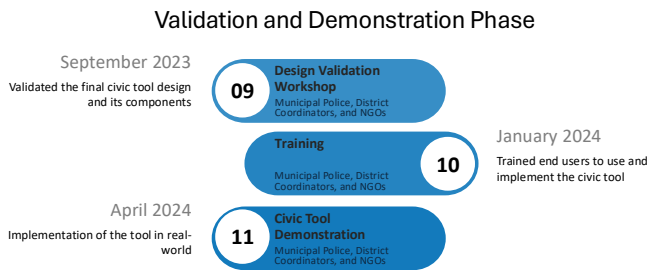 Validation and Demonstration Phase
September 2023
Validated the final civic tool design
and its components
09
Design Validation
Workshop
Municipal Police, District
Coordinators, and NGOs
Training
Municipal Police, District
Coordinators, and NGOs
10
January 2024
Trained end users to use and
implement the civic tool
April 2024
Implementation of the tool in real-
world
11
Civic Tool
Demonstration
Municipal Police, District
Coordinators, and NGOs